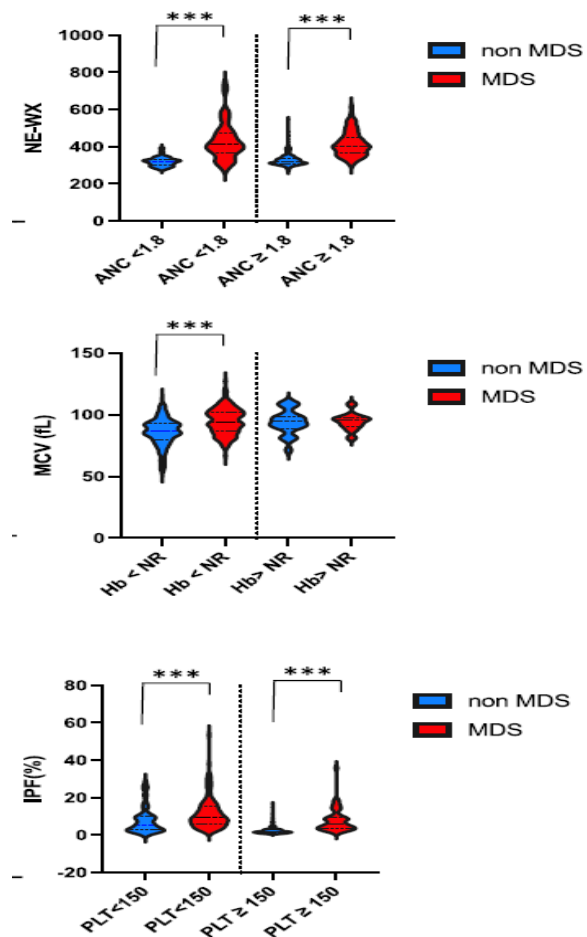 *** ***
1000
800
600
400
200
0
NE-WX
ANC <1.8
ANC <1.8
ANC ≥ 1.8
ANC ≥ 1.8
non MDS
MDS
***
150
100
50
0
MCV (fL)
Hb < NR
Hb < NR
Hb> NR
Hb> NR
non MDS
MDS
*** ***
80
60
40
20
0
-20
IPF(%)
PLT<150
PLT<150
PLT ≥ 150
PLT ≥ 150
non MDS
MDS